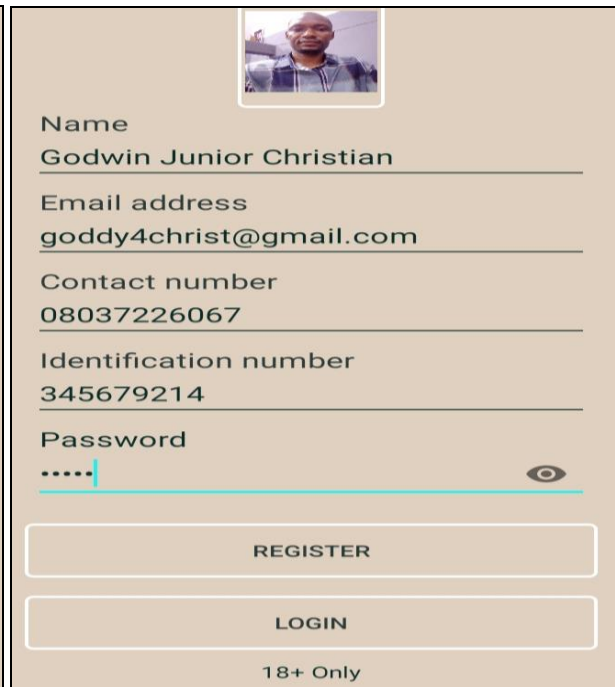 Name
Godwin Junior Christian
Email address
goddy4christ@gmail.com
Contact number
08037226067
Identification number
345679214
Password
•••••
REGISTER
LOGIN
18+ Only